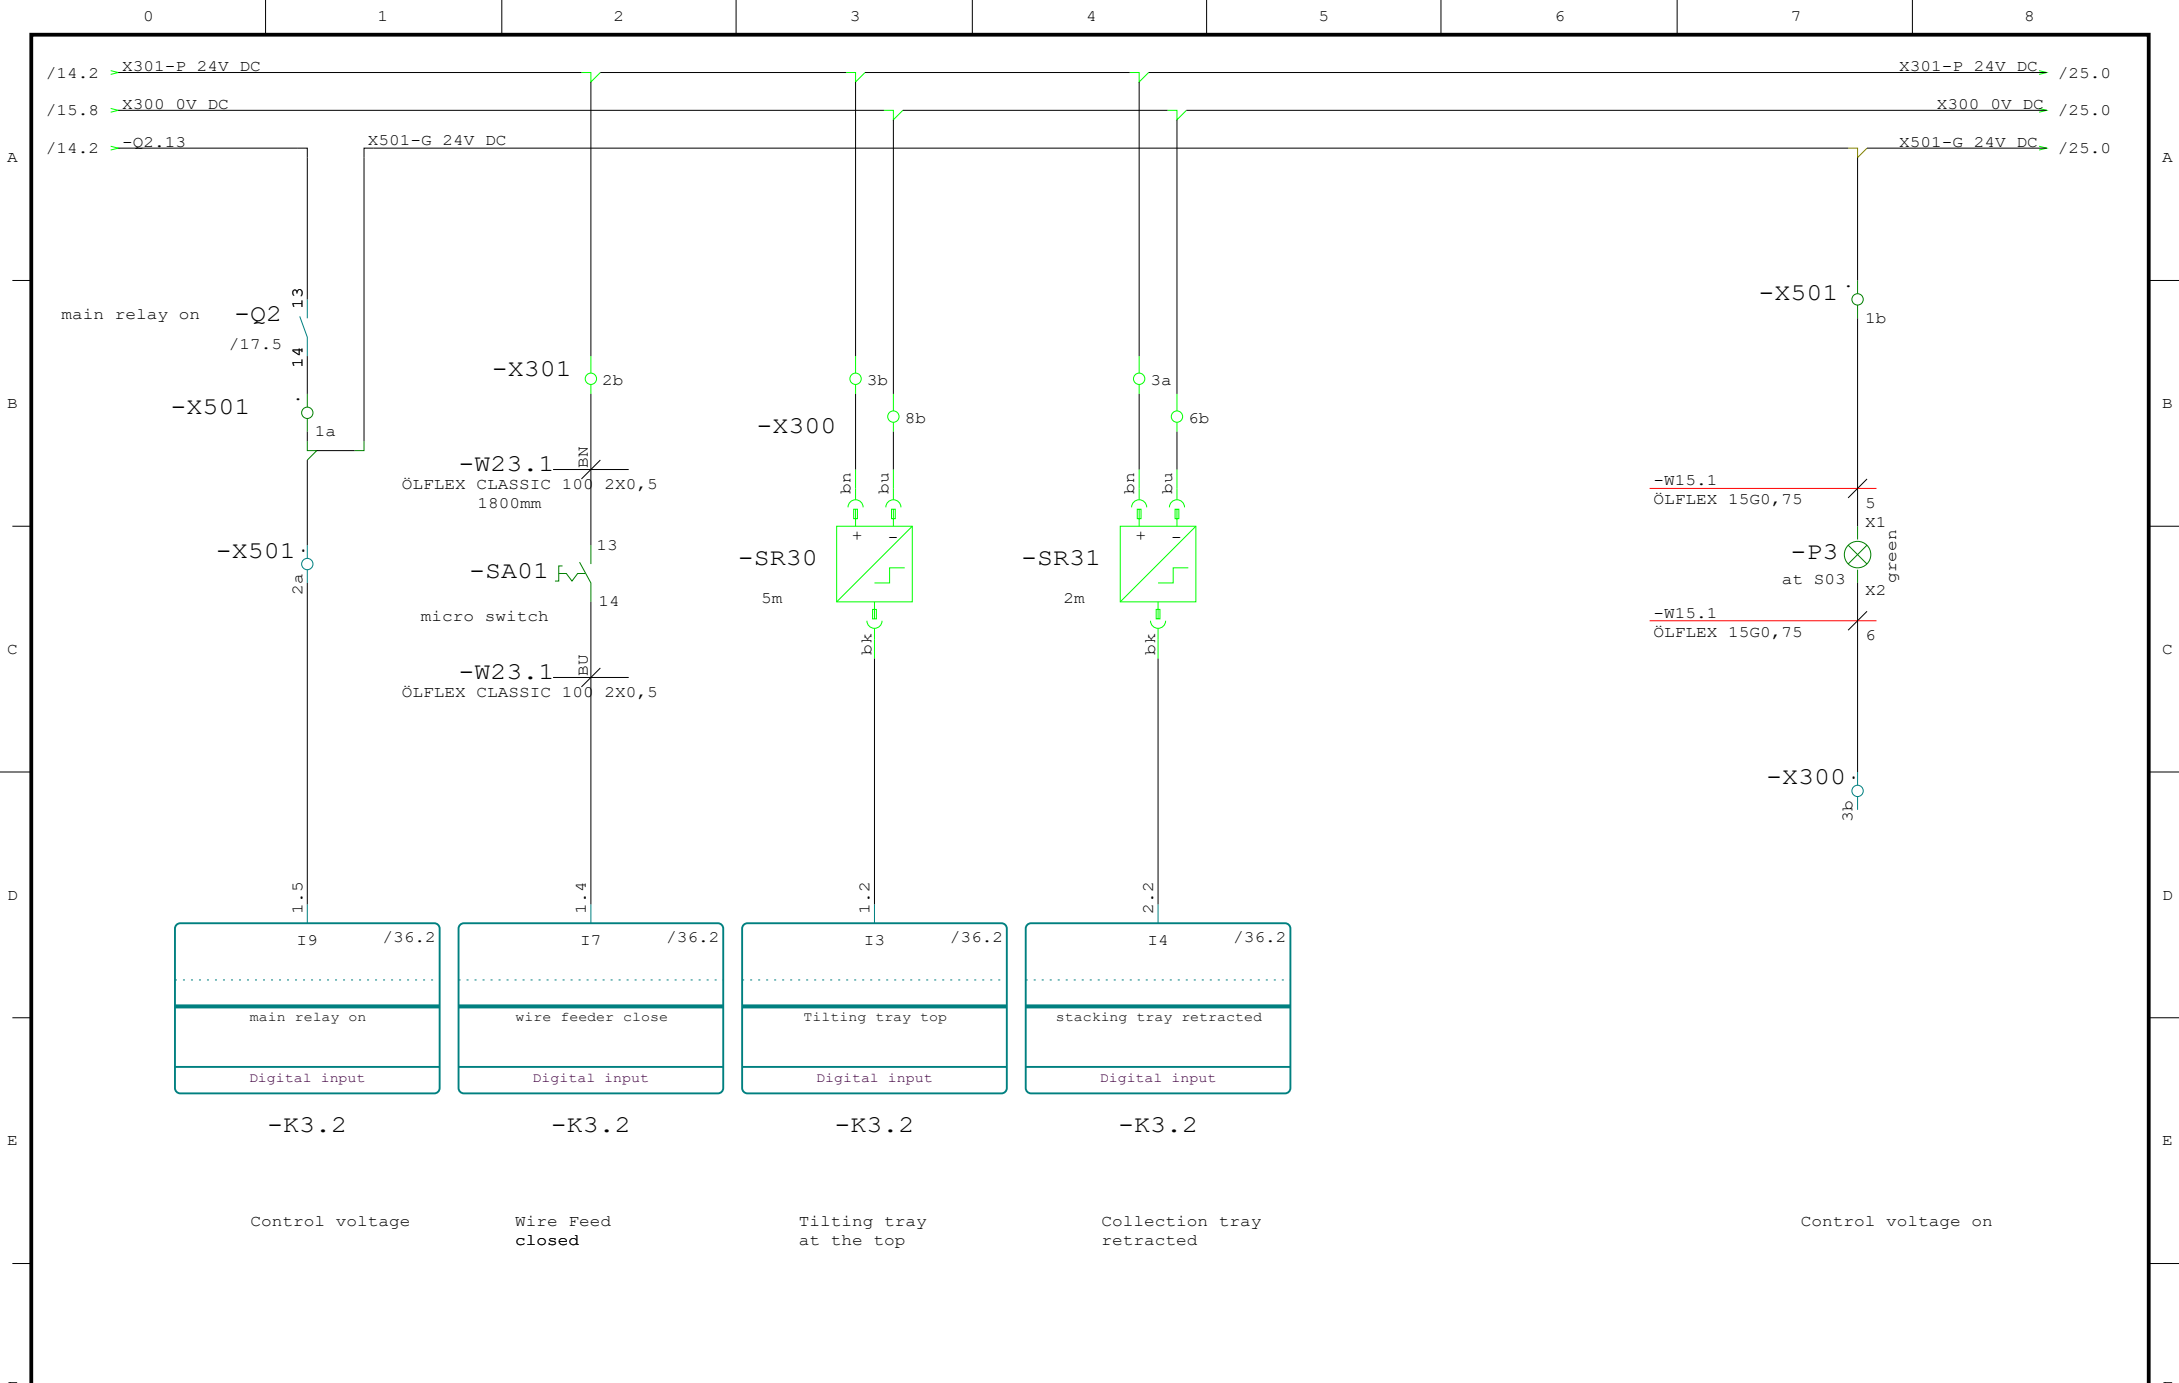 0 1 2 3 4 5 6 7 8
/14.2 X301-P 24V DC X301-P 24V DC /25.0
/15.8 X300 0V DC X300 0V DC /25.0
/14.2 -Q2.13 X501-G 24V DC X501-G 24V DC /25.0
A A
main relay on -Q2 13
/17.5 14
-X501 1a
-X301 2b
3b
-X300 8b
3a
6b
-X501 1b
B B
-W23.1 BN
ÖLFLEX CLASSIC 100 2X0,5
1800mm
bn bu
bn bu
-W15.1
ÖLFLEX 15G0,75 5
X1
-X501 2a
13
-SA01
14
micro switch
-SR30 + −
5m
bk
-SR31 + −
2m
bk
-P3 green
at S03
X2
-W15.1
ÖLFLEX 15G0,75 6
C C
-W23.1 BU
ÖLFLEX CLASSIC 100 2X0,5
-X300 3b
D D
1.5 1.4 1.2 2.2
I9 /36.2 I7 /36.2 I3 /36.2 I4 /36.2
main relay on wire feeder close Tilting tray top stacking tray retracted
Digital input Digital input Digital input Digital input
-K3.2 -K3.2 -K3.2 -K3.2
E E
Control voltage
Wire Feed
closed
Tilting tray
at the top
Collection tray
retracted
Control voltage on